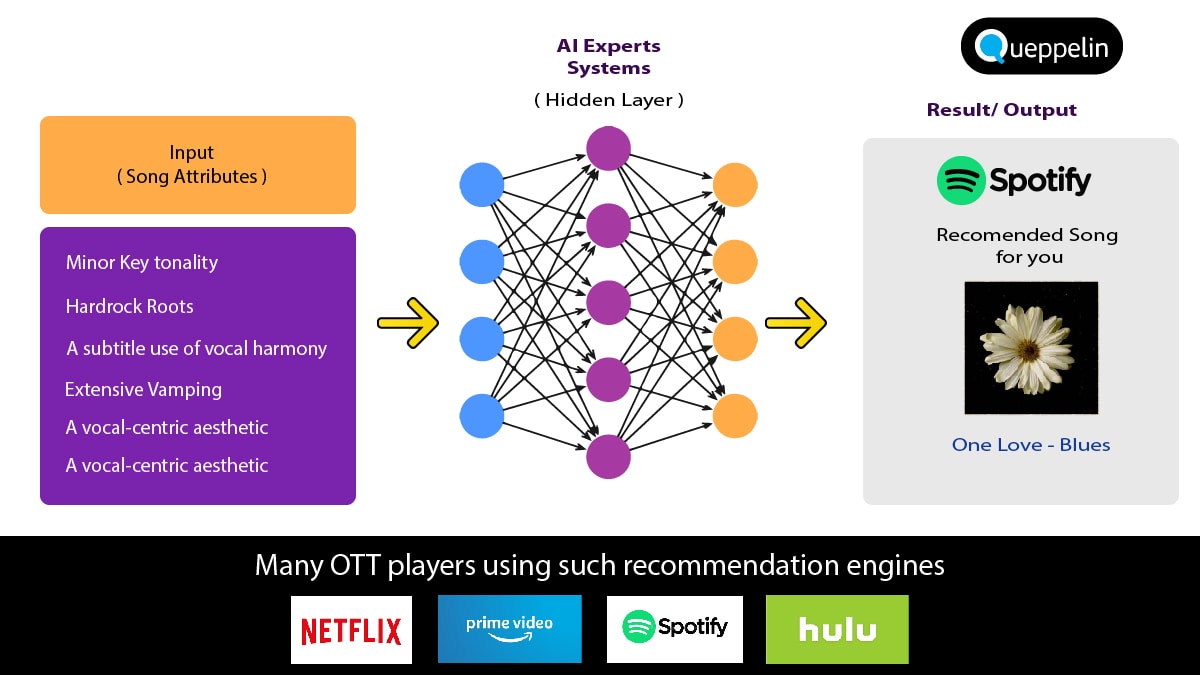 AI Experts
Systems
( Hidden Layer )
Queppelin
Result/ Output
Input
( Song Attributes )
Minor Key tonality
Hardrock Roots
A subtitle use of vocal harmony
Extensive Vamping
A vocal-centric aesthetic
A vocal-centric aesthetic
Spotify
Recomended Song
for you
One Love - Blues
Many OTT players using such recommendation engines
NETFLIX
prime video
Spotify
hulu